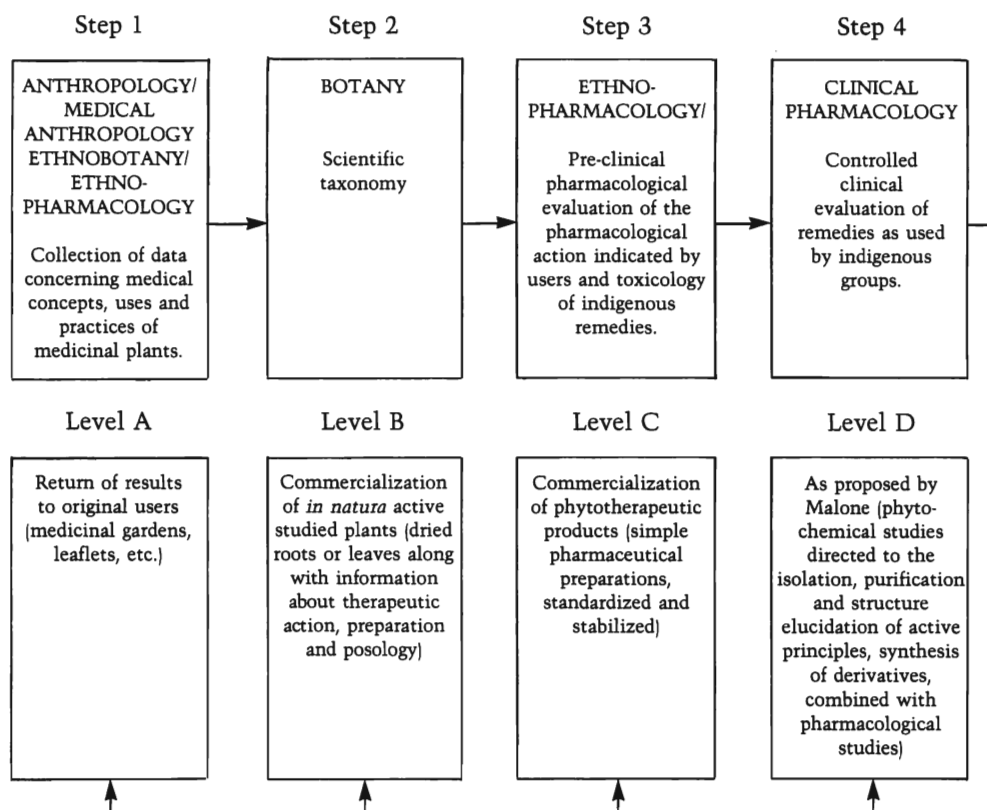 Step 1
ANTHROPOLOGY/
MEDICAL
ANTHROPOLOGY
ETHNOBOTANY/
ETHNO-
PHARMACOLOGY
Collection of data
concerning medical
concepts, uses and
practices of
medicinal plants.
Step 2
BOTANY
Scientific
taxonomy
Step 3
ETHNO-
PHARMACOLOGY/
Pre-clinical
pharmacological
evaluation of the
pharmacological
action indicated by
users and toxicology
of indigenous
remedies.
Step 4
CLINICAL
PHARMACOLOGY
Controlled
clinical
evaluation of
remedies as used
by indigenous
groups.
Level A
Return of results
to original users
(medicinal gardens,
leaflets, etc.)
Level B
Commercialization
of in natura active
studied plants (dried
roots or leaves along
with information
about therapeutic
action, preparation
and posology)
Level C
Commercialization
of phytotherapeutic
products (simple
pharmaceutical
preparations,
standardized and
stabilized)
Level D
As proposed by
Malone (phyto-
chemical studies
directed to the
isolation, purification
and structure
elucidation of active
principles, synthesis
of derivatives,
combined with
pharmacological
studies)